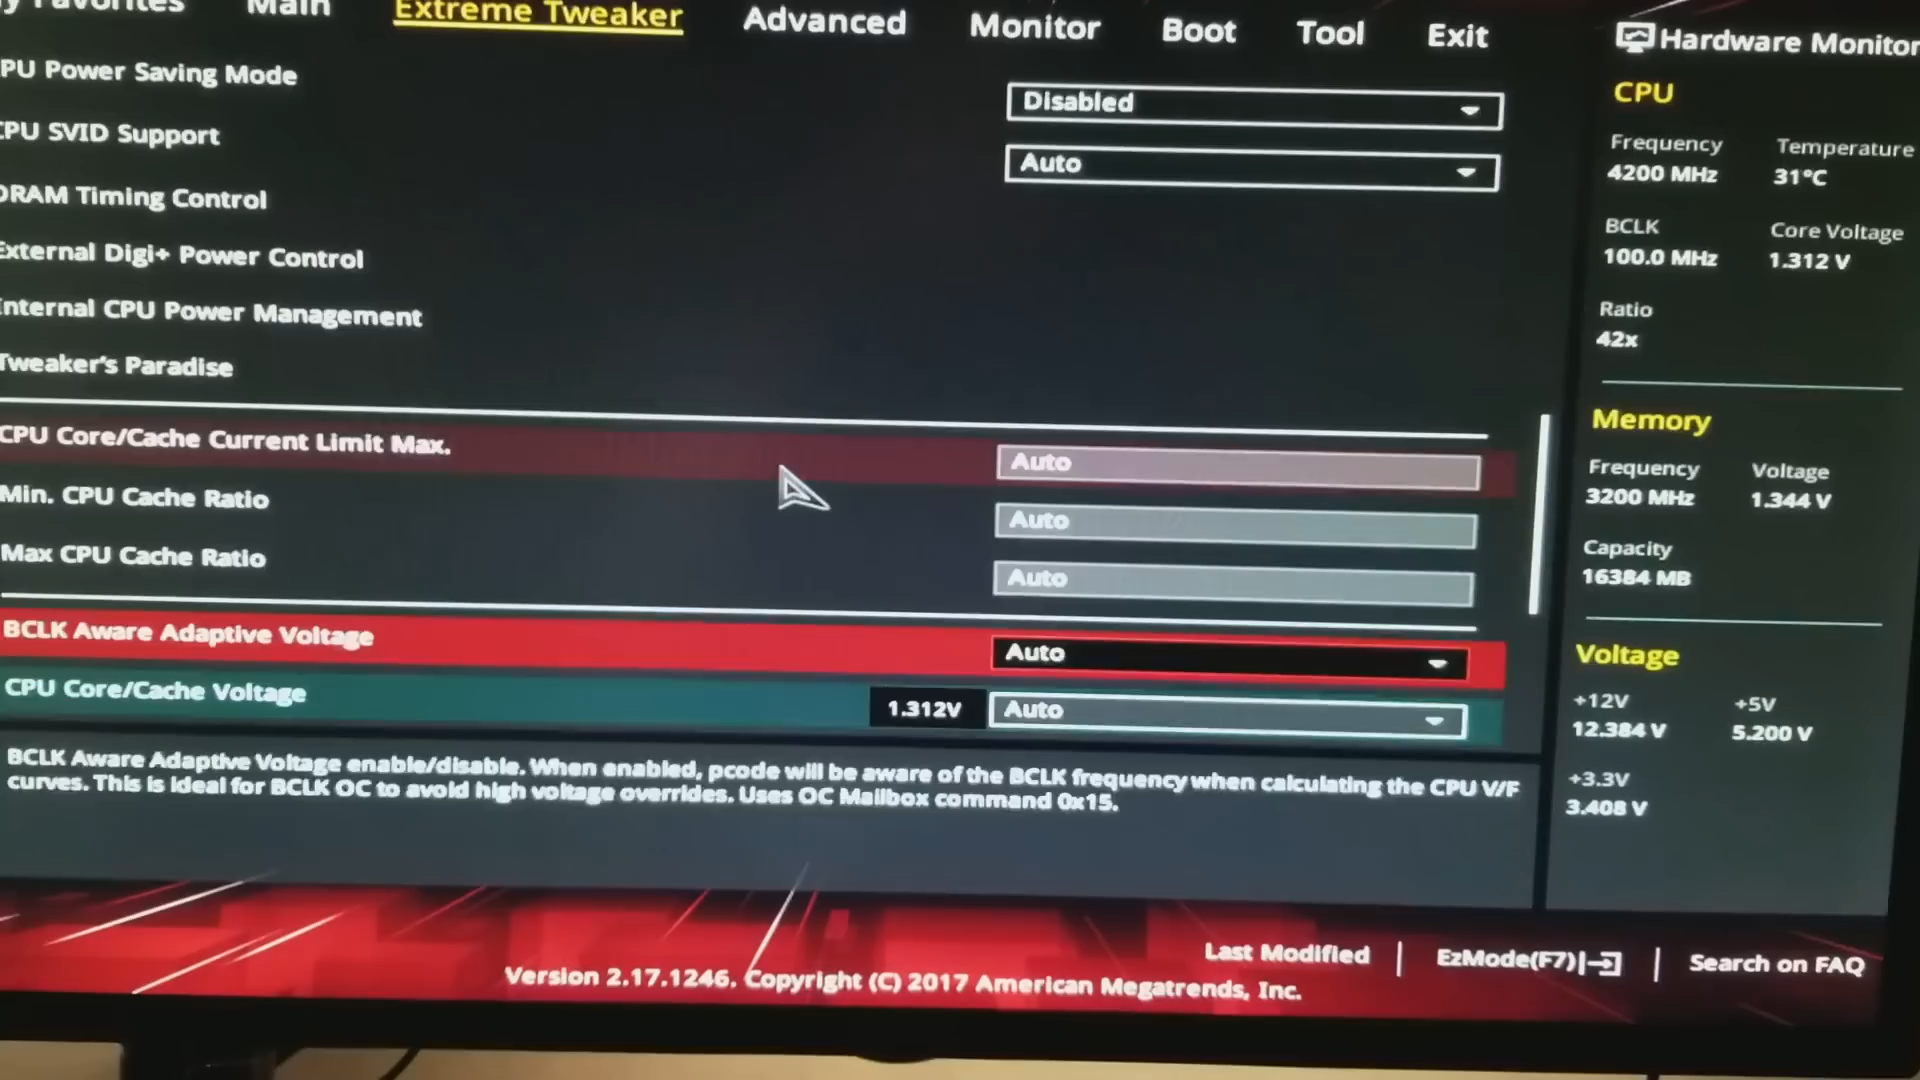 y Favorites Main Extreme Tweaker Advanced Monitor Boot Tool Exit
PU Power Saving Mode Disabled
CPU SVID Support Auto
DRAM Timing Control
External Digi+ Power Control
Internal CPU Power Management
Tweaker's Paradise
CPU Core/Cache Current Limit Max. Auto
Min. CPU Cache Ratio Auto
Max CPU Cache Ratio Auto
BCLK Aware Adaptive Voltage Auto
CPU Core/Cache Voltage 1.312V Auto
BCLK Aware Adaptive Voltage enable/disable. When enabled, pcode will be aware of the BCLK frequency when calculating the CPU V/F
curves. This is ideal for BCLK OC to avoid high voltage overrides. Uses OC Mailbox command 0x15.
Hardware Monitor
CPU
Frequency Temperature
4200 MHz 31°C
BCLK Core Voltage
100.0 MHz 1.312 V
Ratio
42x
Memory
Frequency Voltage
3200 MHz 1.344 V
Capacity
16384 MB
Voltage
+12V +5V
12.384 V 5.200 V
+3.3V
3.408 V
Last Modified | EzMode(F7) | Search on FAQ
Version 2.17.1246. Copyright (C) 2017 American Megatrends, Inc.